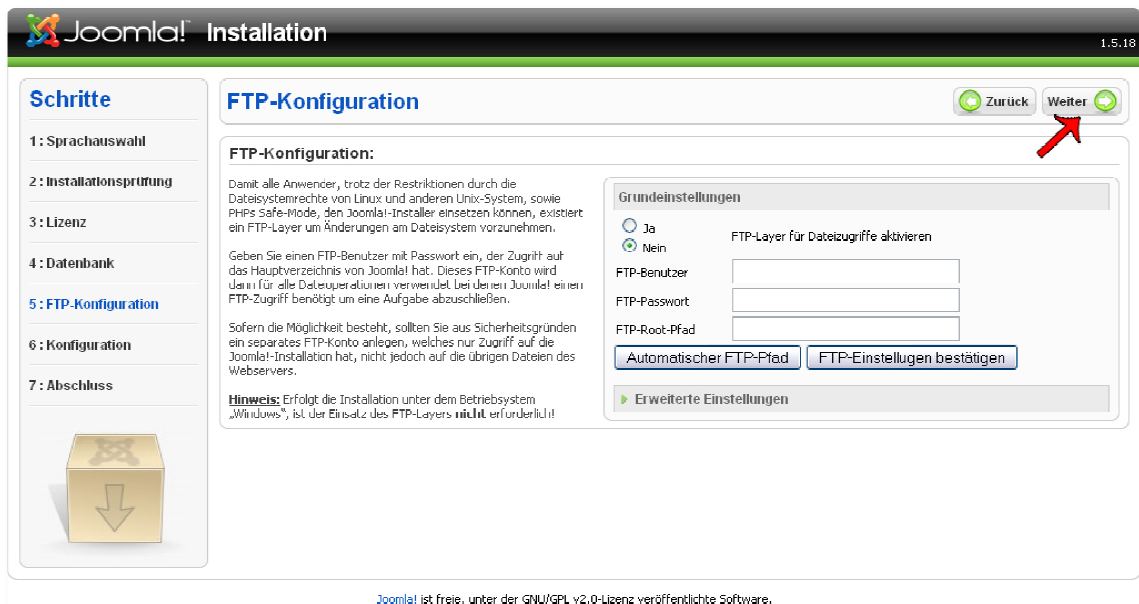 Joomla! Installation
1.5.18
Schritte
1 : Sprachauswahl
2 : Installationsprüfung
3 : Lizenz
4 : Datenbank
5 : FTP-Konfiguration
6 : Konfiguration
7 : Abschluss
FTP-Konfiguration
Zurück
Weiter
FTP-Konfiguration:
Damit alle Anwender, trotz der Restriktionen durch die
Dateisystemrechte von Linux und anderen Unix-System, sowie
PHPs Safe-Mode, den Joomla!-Installer einsetzen können, existiert
ein FTP-Layer um Änderungen am Dateisystem vorzunehmen.
Geben Sie einen FTP-Benutzer mit Passwort ein, der Zugriff auf
das Hauptverzeichnis von Joomla! hat. Dieses FTP-Konto wird
dann für alle Dateioperationen verwendet bei denen Joomla! einen
FTP-Zugriff benötigt um eine Aufgabe abzuschließen.
Sofern die Möglichkeit besteht, sollten Sie aus Sicherheitsgründen
ein separates FTP-Konto anlegen, welches nur Zugriff auf die
Joomla!-Installation hat, nicht jedoch auf die übrigen Dateien des
Webservers.
Hinweis: Erfolgt die Installation unter dem Betriebsystem
„Windows“, ist der Einsatz des FTP-Layers nicht erforderlich!
Grundeinstellungen
Ja
Nein
FTP-Layer für Dateizugriffe aktivieren
FTP-Benutzer
FTP-Passwort
FTP-Root-Pfad
Automatischer FTP-Pfad
FTP-Einstellugen bestätigen
Erweiterte Einstellungen
Joomla! ist freie, unter der GNU/GPL v2.0-Lizenz veröffentlichte Software.